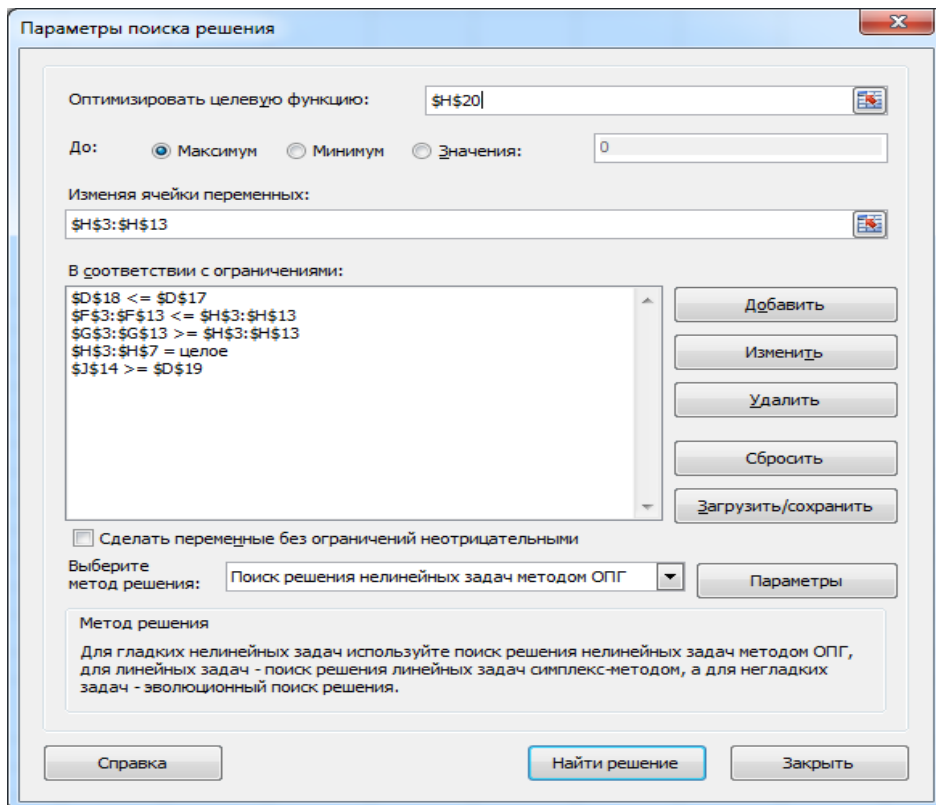 Параметры поиска решения
Оптимизировать целевую функцию:
$H$20
До:
Максимум
Минимум
Значения:
0
Изменяя ячейки переменных:
$H$3:$H$13
В соответствии с ограничениями:
$D$18 <= $D$17
$F$3:$F$13 <= $H$3:$H$13
$G$3:$G$13 >= $H$3:$H$13
$H$3:$H$7 = целое
$J$14 >= $D$19
Добавить
Изменить
Удалить
Сбросить
Загрузить/сохранить
Сделать переменные без ограничений неотрицательными
Выберите
метод решения:
Поиск решения нелинейных задач методом ОПГ
Параметры
Метод решения
Для гладких нелинейных задач используйте поиск решения нелинейных задач методом ОПГ,
для линейных задач - поиск решения линейных задач симплекс-методом, а для негладких
задач - эволюционный поиск решения.
Справка
Найти решение
Закрыть